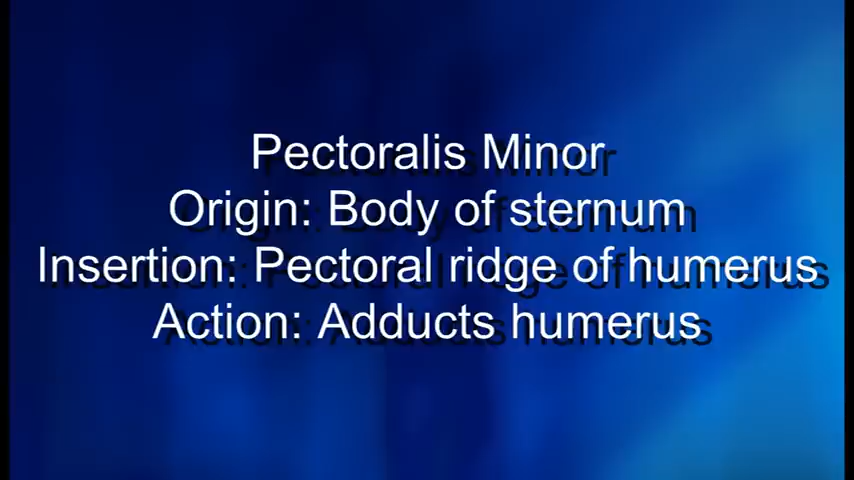 Pectoralis Minor
Origin: Body of sternum
Insertion: Pectoral ridge of humerus
Action: Adducts humerus